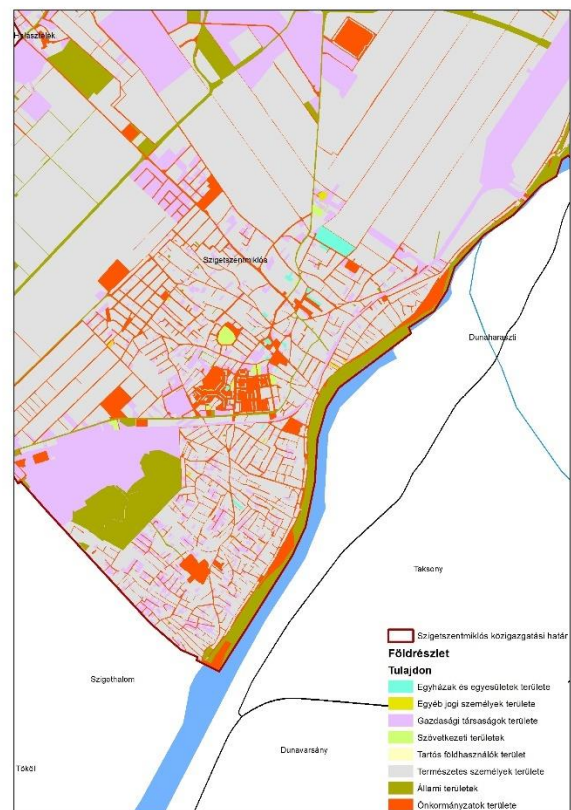 Halásztelek
Szigetszentmiklós
Dunaharaszti
Taksony
Szigethalom
Dunavarsány
Tököl
Szigetszentmiklós közigazgatási határ
Földrészlet
Tulajdon
Egyházak és egyesületek területe
Egyéb jogi személyek területe
Gazdasági társaságok területe
Szövetkezeti területek
Tartós földhasználók terület
Természetes személyek területe
Állami területek
Önkormányzatok területe